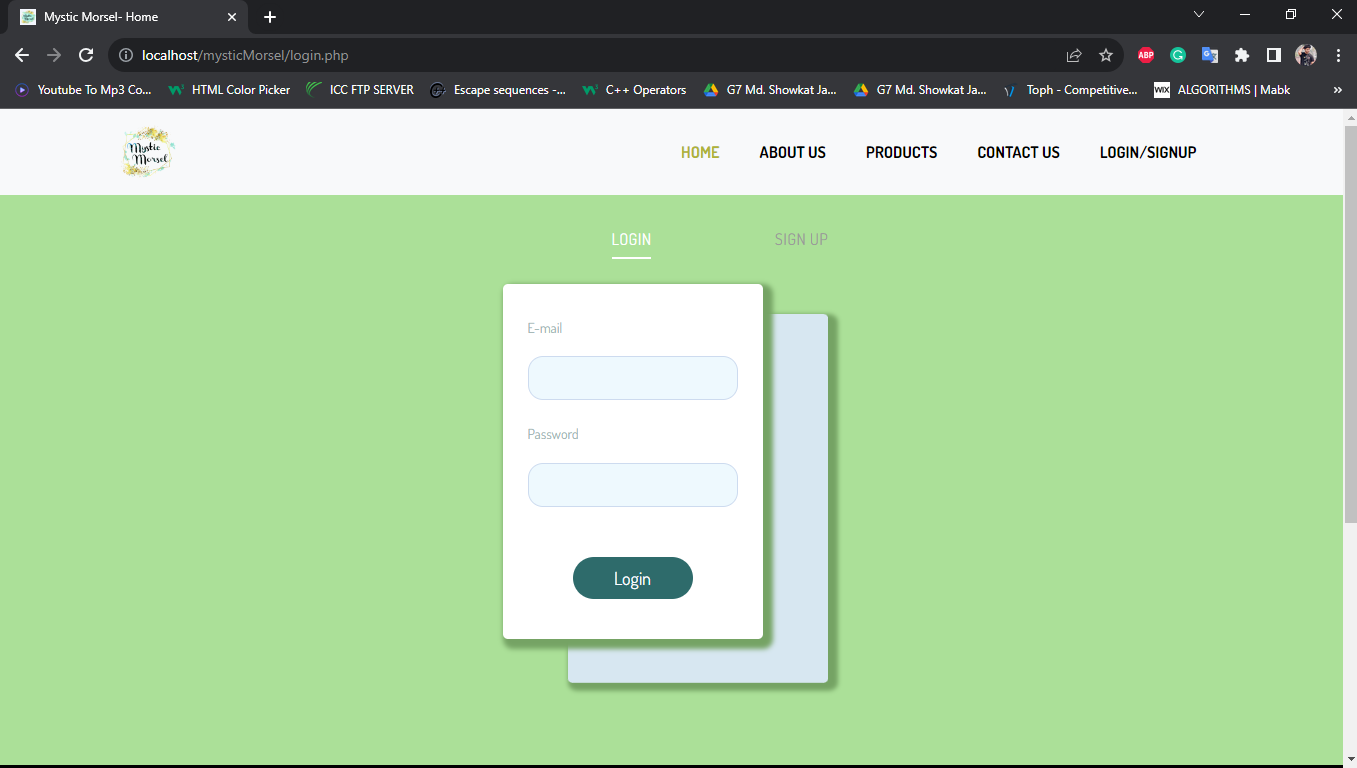 Mystic Morsel- Home
localhost/mysticMorsel/login.php
ABP
G
G
Youtube To Mp3 Co... HTML Color Picker ICC FTP SERVER Escape sequences -... C++ Operators G7 Md. Showkat Ja... G7 Md. Showkat Ja... Toph - Competitive... WIX ALGORITHMS | Mabk »
Mystic
Morsel
HOME ABOUT US PRODUCTS CONTACT US LOGIN/SIGNUP
LOGIN SIGN UP
E-mail
Password
Login